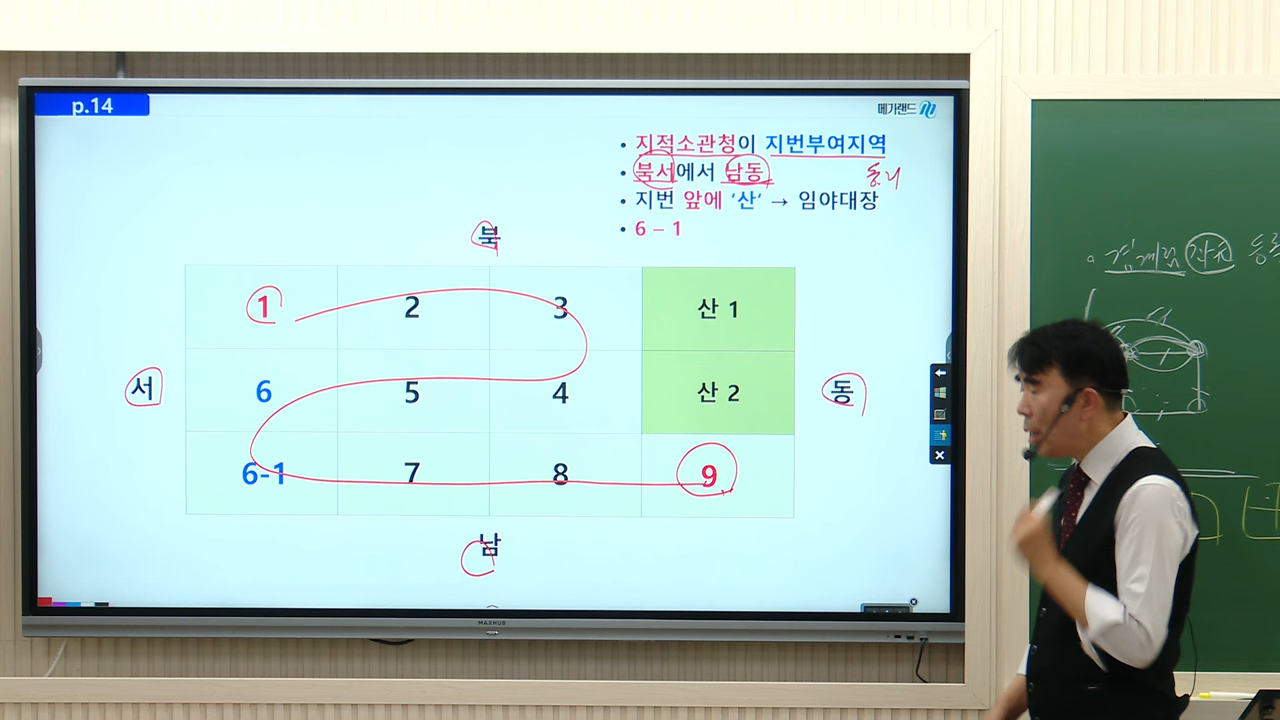 p.14
메가랜드
• 지적소관청이 지번부여지역
• 북서에서 남동
동·리
• 지번 앞에 ‘산‘ → 임야대장
• 6 – 1
북
1 2 3 산 1
서 6 5 4 산 2 동
6-1 7 8 9
남
MAXHUB